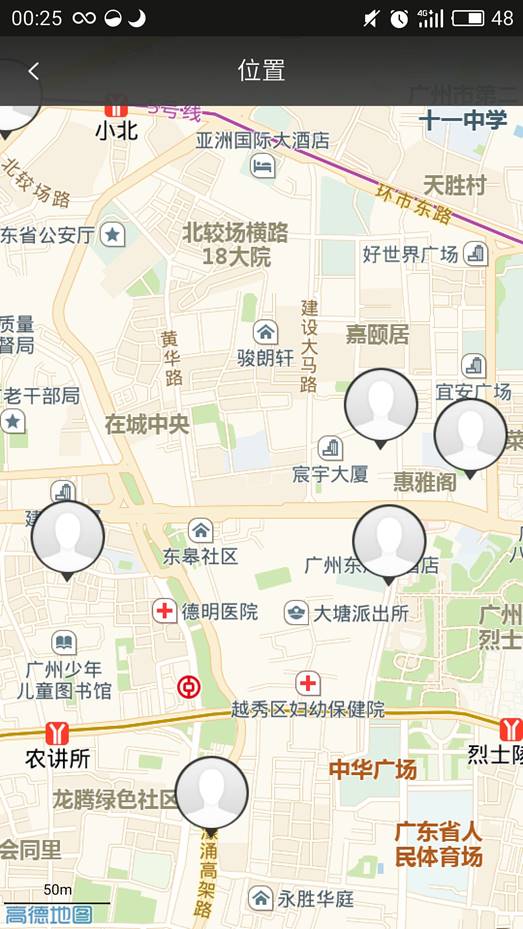 00:25
4G+
48
位置
广州市第二
十一中学
5号线
小北
亚洲国际大酒店
北较场路
天胜村
环市东路
东省公安厅
北较场横路
18大院
好世界广场
质量
督局
黄华路
建设大马路
骏朗轩
嘉颐居
老干部局
宜安广场
在城中央
菜
宸宇大厦
惠雅阁
建
厦
东皋社区
广州东
酒店
德明医院
大塘派出所
广州
烈士
广州少年
儿童图书馆
越秀区妇幼保健院
农讲所
烈士陵
中华广场
龙腾绿色社区
广东省人
民体育场
会同里
涌高架路
50m
永胜华庭
高德地图